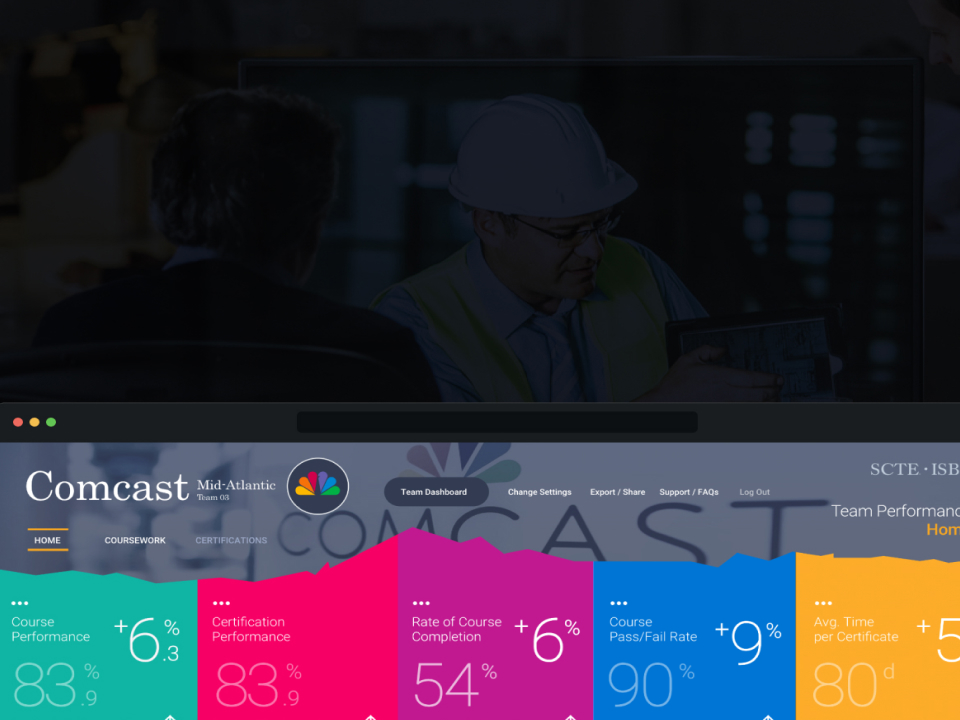 Comcast
Mid-Atlantic
Team 03
Team Dashboard
Change Settings
Export / Share
Support / FAQs
Log Out
SCTE · ISB
Team Performanc
Hom
HOME
COURSEWORK
CERTIFICATIONS
COMCAST
Course
Performance
+6.3%
83.9%
Certification
Performance
83.9%
Rate of Course
Completion
+6%
54%
Course
Pass/Fail Rate
+9%
90%
Avg. Time
per Certificate
+5
80d